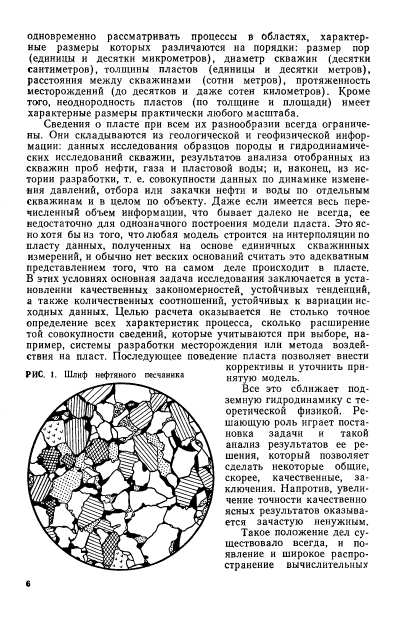 одновременно рассматривать процессы в областях, характер-
ные размеры которых различаются на порядки: размер пор
(единицы и десятки микрометров), диаметр скважин (десятки
сантиметров), толщины пластов (единицы и десятки метров),
расстояния между скважинами (сотни метров), протяженность
месторождений (до десятков и даже сотен километров). Кроме
того, неоднородность пластов (по толщине и площади) имеет
характерные размеры практически любого масштаба.
Сведения о пласте при всем их разнообразии всегда ограниче-
ны. Они складываются из геологической и геофизической инфор-
мации: данных исследования образцов породы и гидродинамиче-
ских исследований скважин, результатов анализа отобранных из
скважин проб нефти, газа и пластовой воды; и, наконец, из ис-
тории разработки, т. е. совокупности данных по динамике измене-
ния давлений, отбора или закачки нефти и воды по отдельным
скважинам и в целом по объекту. Даже если имеется весь пере-
численный объем информации, что бывает далеко не всегда, ее
недостаточно для однозначного построения модели пласта. Это яс-
но хотя бы из того, что любая модель строится на интерполяции по
пласту данных, полученных на основе единичных скважинных
измерений, и обычно нет веских оснований считать это адекватным
представлением того, что на самом деле происходит в пласте.
В этих условиях основная задача исследования заключается в уста-
новлении качественных закономерностей, устойчивых тенденций,
а также количественных соотношений, устойчивых к вариации ис-
ходных данных. Целью расчета оказывается не столько точное
определение всех характеристик процесса, сколько расширение
той совокупности сведений, которые учитываются при выборе, на-
пример, системы разработки месторождения или метода воздей-
ствия на пласт. Последующее поведение пласта позволяет внести
коррективы и уточнить при-
нятую модель.
РИС. 1. Шлиф нефтяного песчаника
Все это сближает под-
земную гидродинамику с те-
оретической физикой. Ре-
шающую роль играет поста-
новка задачи и такой
анализ результатов ее ре-
шения, который позволяет
сделать некоторые общие,
скорее, качественные, за-
ключения. Напротив, увели-
чение точности качественно
ясных результатов оказыва-
ется зачастую ненужным.
Такое положение дел су-
ществовало всегда, и по-
явление и широкое распро-
странение вычислительных
6